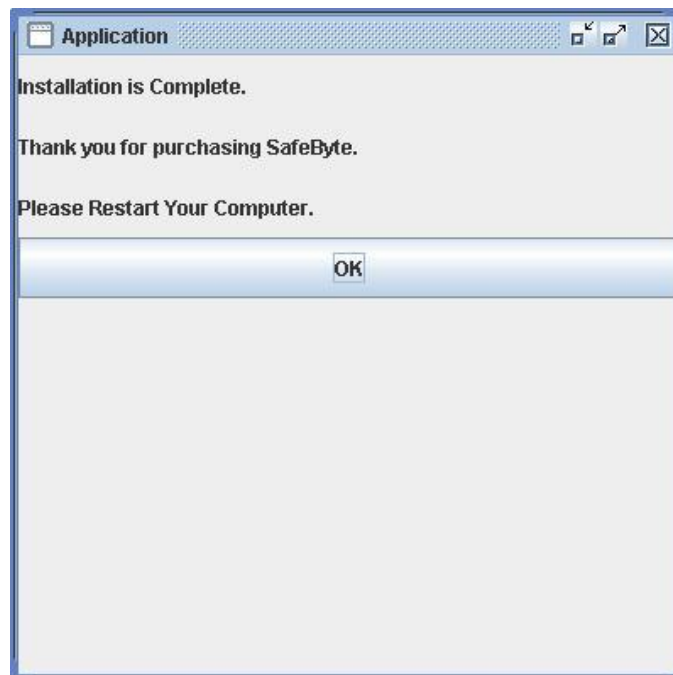 Application
Installation is Complete.
Thank you for purchasing SafeByte.
Please Restart Your Computer.
OK